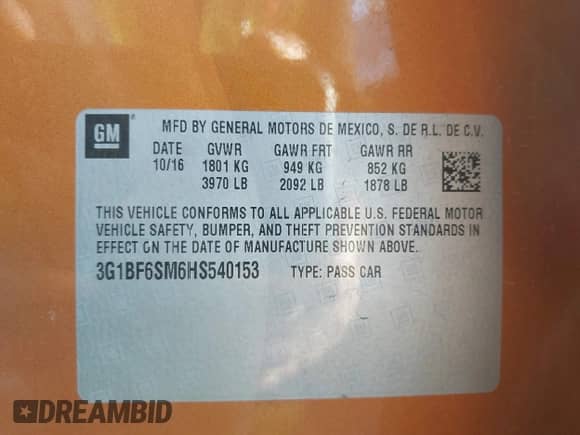 GM
MFD BY GENERAL MOTORS DE MEXICO, S. DE R.L. DE C.V.
DATE GVWR GAWR FRT GAWR RR
10/16 1801 KG 949 KG 852 KG
3970 LB 2092 LB 1878 LB
THIS VEHICLE CONFORMS TO ALL APPLICABLE U.S. FEDERAL MOTOR
VEHICLE SAFETY, BUMPER, AND THEFT PREVENTION STANDARDS IN
EFFECT ON THE DATE OF MANUFACTURE SHOWN ABOVE.
3G1BF6SM6HS540153 TYPE: PASS CAR
DREAMBID